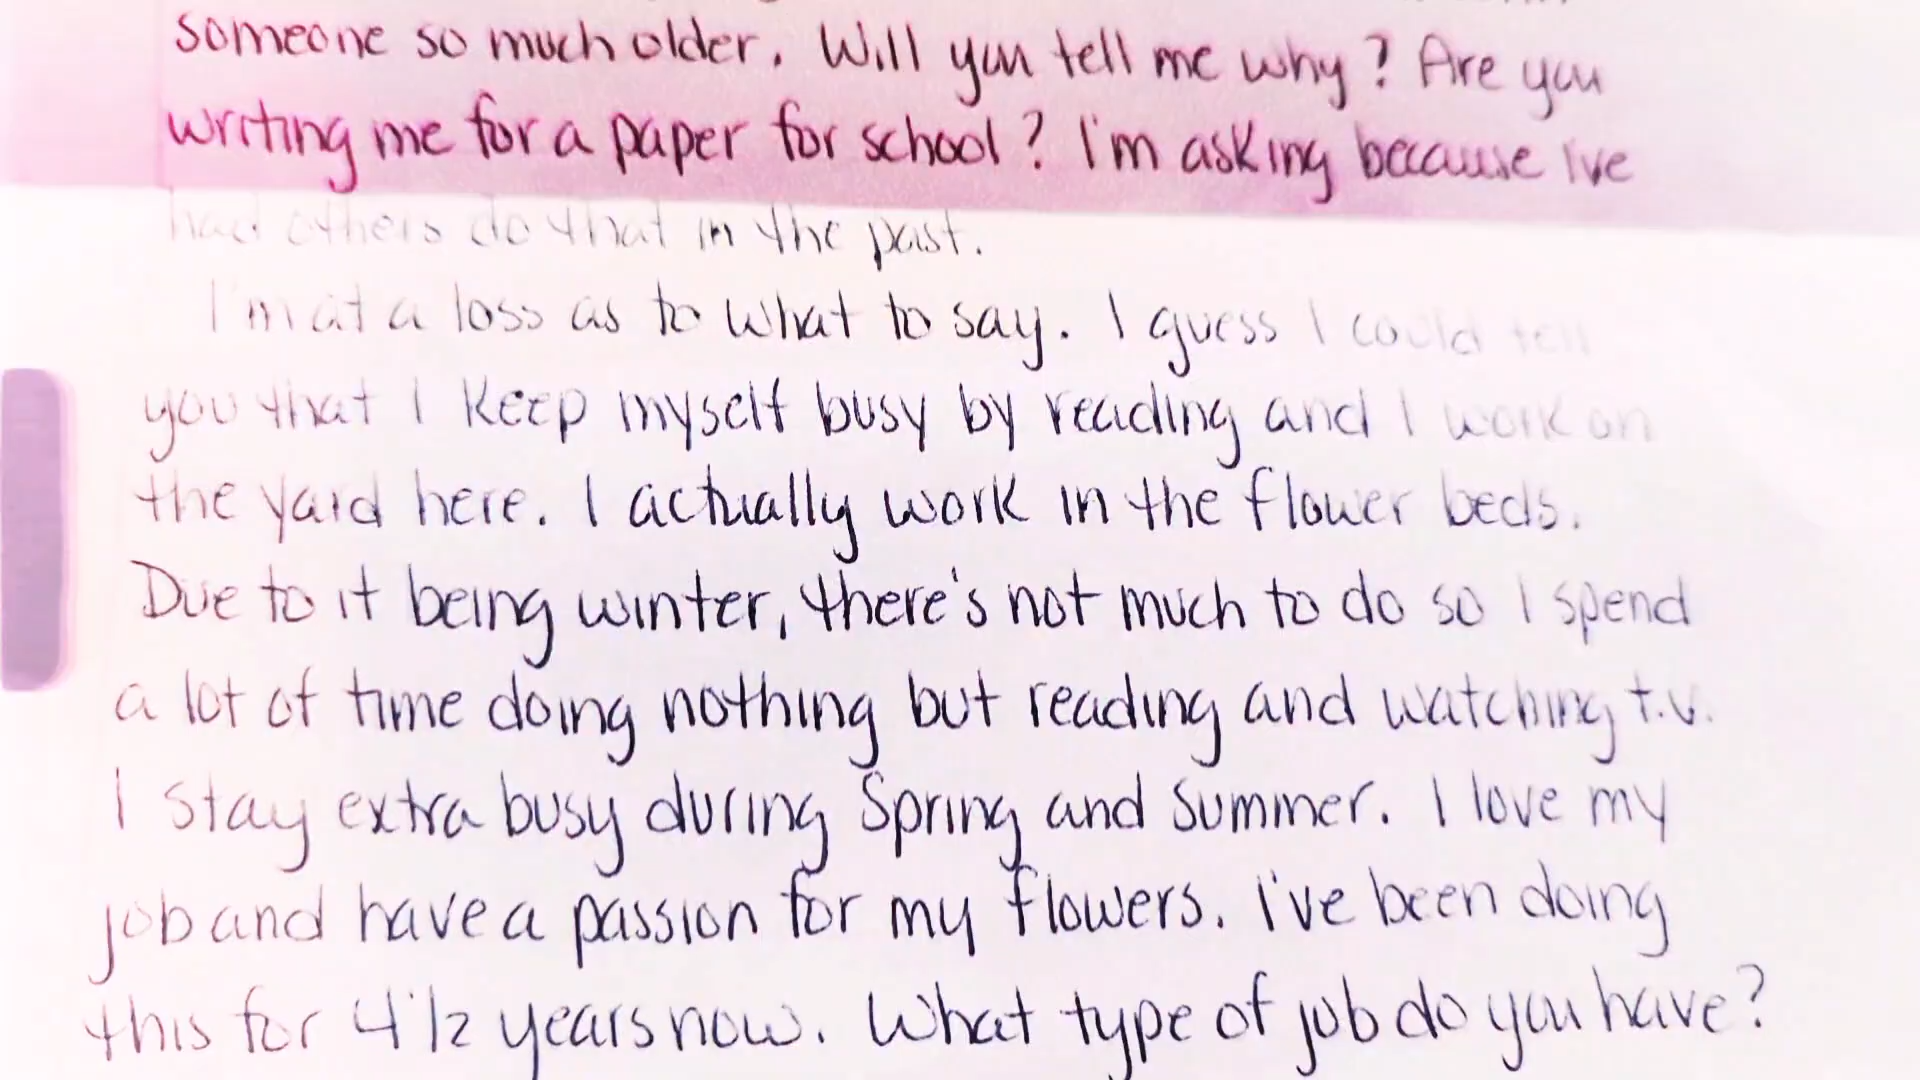 someone so much older. Will you tell me why? Are you
writing me for a paper for school? I'm asking because Ive
had others do that in the past.
I'm at a loss as to what to say. I guess I could tell
you that I keep myself busy by reading and I work on
the yard here. I actually work in the flower beds.
Due to it being winter, there's not much to do so I spend
a lot of time doing nothing but reading and watching t.v.
I stay extra busy during Spring and Summer. I love my
job and have a passion for my flowers. I've been doing
this for 4 1/2 years now. What type of job do you have?